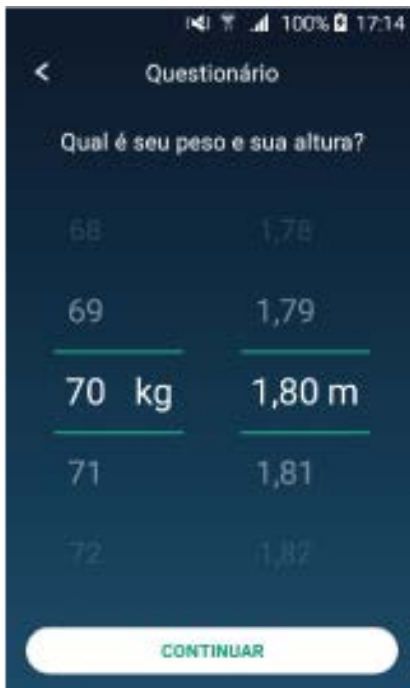 100% 17:14
Questionário
Qual é seu peso e sua altura?
68 1,78
69 1,79
70 kg 1,80 m
71 1,81
72 1,82
CONTINUAR